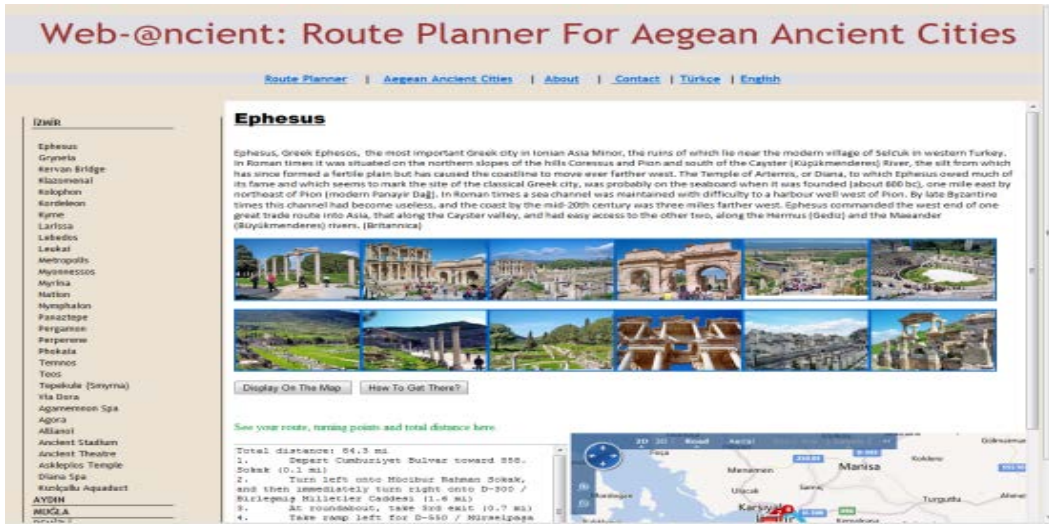 Web-@ncient: Route Planner For Aegean Ancient Cities
Route Planner | Aegean Ancient Cities | About | Contact | Türkçe | English
İZMİR
Ephesus
Gryneia
Kervan Bridge
Klazomenai
Kolophon
Kordeleon
Kyme
Larissa
Lebedos
Leukai
Metropolis
Myonnessos
Myrina
Notion
Nymphaion
Panaztepe
Pergamon
Perperene
Phokaia
Temnos
Teos
Tepekule (Smyrna)
Via Dora
Agamemnon Spa
Agora
Allianoi
Ancient Stadium
Ancient Theatre
Asklepios Temple
Diana Spa
Kızılçullu Aquaduct
AYDIN
MUĞLA
Ephesus
Ephesus, Greek Ephesos, the most important Greek city in Ionian Asia Minor, the ruins of which lie near the modern village of Selcuk in western Turkey.
In Roman times it was situated on the northern slopes of the hills Coressus and Pion and south of the Cayster (Küçükmenderes) River, the silt from which
has since formed a fertile plain but has caused the coastline to move ever farther west. The Temple of Artemis, or Diana, to which Ephesus owed much of
its fame and which seems to mark the site of the classical Greek city, was probably on the seaboard when it was founded (about 600 bc), one mile east by
northeast of Pion (modern Panayir Dağ). In Roman times a sea channel was maintained with difficulty to a harbour well west of Pion. By late Byzantine
times this channel had become useless, and the coast by the mid-20th century was three miles farther west. Ephesus commanded the west end of one
great trade route into Asia, that along the Cayster valley, and had easy access to the other two, along the Hermus (Gediz) and the Maeander
(Büyükmenderes) rivers. (Britannica)
Display On The Map How To Get There?
See your route, turning points and total distance here.
Total distance: 64.3 mi
1. Depart Cumhuriyet Bulvar toward 858.
Sokak (0.1 mi)
2. Turn left onto Mücibur Rahman Sokak,
and then immediately turn right onto D-300 /
Birleşmiş Milletler Caddesi (1.6 mi)
3. At roundabout, take 3rd exit (0.7 mi)
4. Take ramp left for D-550 / Mürselpaşa
2D 3D Road Aerial
Foça
Menemen
Manisa
Ulucak
Turgutlu
Karşıyaka
İzmir
Kemalpaşa